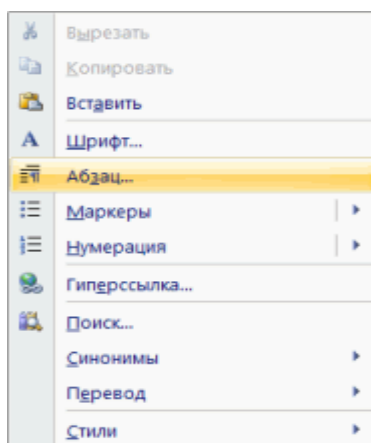 Вырезать
Копировать
Вставить
Шрифт...
Абзац...
Маркеры
Нумерация
Гиперссылка...
Поиск...
Синонимы
Перевод
Стили